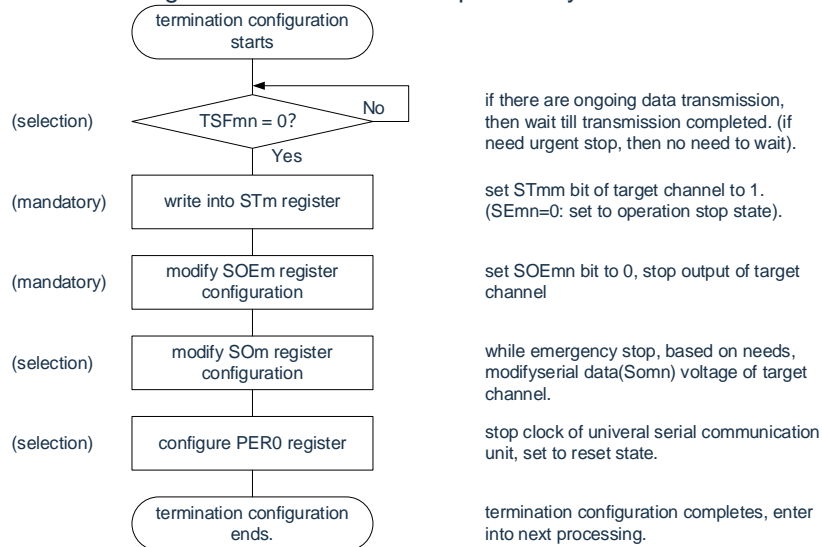 termination configuration
starts
(selection)
TSFmn = 0?
No
Yes
if there are ongoing data transmission,
then wait till transmission completed. (if
need urgent stop, then no need to wait).
(mandatory)
write into STm register
set STmm bit of target channel to 1.
(SEmn=0: set to operation stop state).
(mandatory)
modify SOEm register
configuration
set SOEmn bit to 0, stop output of target
channel
(selection)
modify SOm register
configuration
while emergency stop, based on needs,
modifyserial data(Somn) voltage of target
channel.
(selection)
configure PER0 register
stop clock of univeral serial communication
unit, set to reset state.
termination configuration
ends.
termination configuration completes, enter
into next processing.